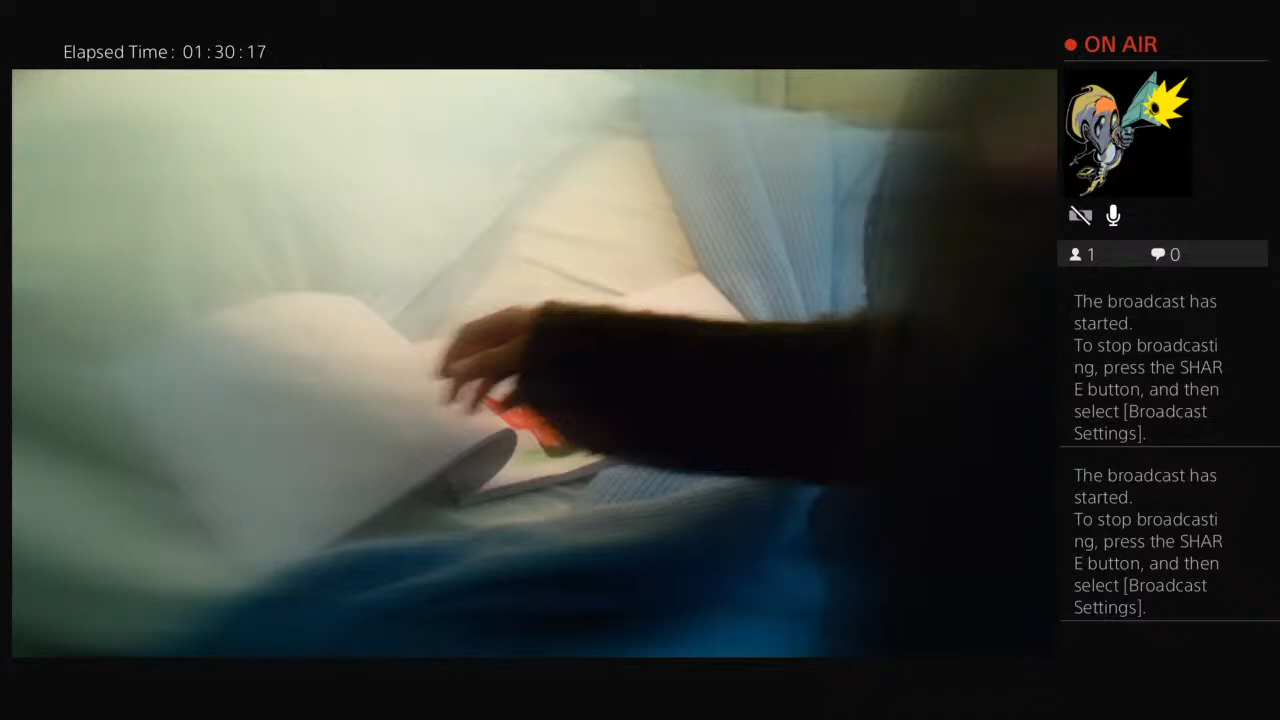 Elapsed Time: 01:30:17
ON AIR
1 0
The broadcast has
started.
To stop broadcasti
ng, press the SHAR
E button, and then
select [Broadcast
Settings].
The broadcast has
started.
To stop broadcasti
ng, press the SHAR
E button, and then
select [Broadcast
Settings].